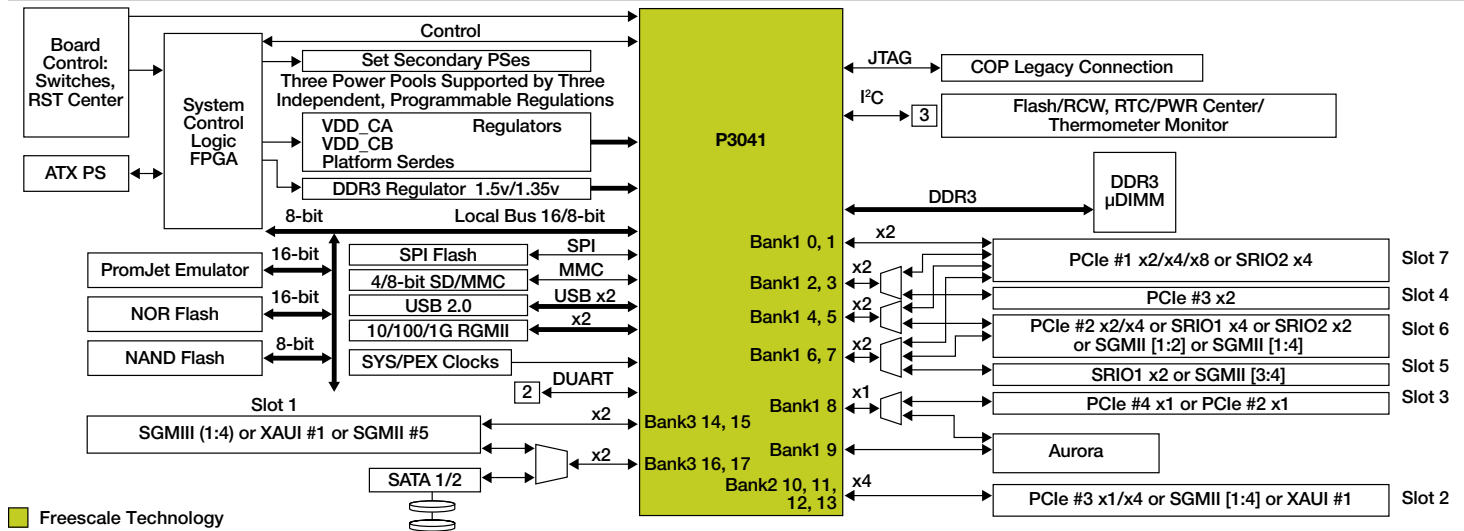 Board
Control:
Switches,
RST Center
System
Control
Logic
FPGA
ATX PS
Control
Set Secondary PSes
Three Power Pools Supported by Three
Independent, Programmable Regulations
VDD_CA Regulators
VDD_CB
Platform Serdes
DDR3 Regulator 1.5v/1.35v
8-bit
Local Bus 16/8-bit
PromJet Emulator
16-bit
NOR Flash
16-bit
NAND Flash
8-bit
SPI Flash
SPI
4/8-bit SD/MMC
MMC
USB 2.0
USB x2
10/100/1G RGMII
x2
SYS/PEX Clocks
2
DUART
Slot 1
SGMIII (1:4) or XAUI #1 or SGMII #5
x2
SATA 1/2
x2
P3041
Bank1 0, 1
Bank1 2, 3
Bank1 4, 5
Bank1 6, 7
Bank1 8
Bank3 14, 15
Bank1 9
Bank3 16, 17
Bank2 10, 11,
12, 13
JTAG
COP Legacy Connection
I²C
3
Flash/RCW, RTC/PWR Center/
Thermometer Monitor
DDR3
DDR3
µDIMM
x2
PCIe #1 x2/x4/x8 or SRIO2 x4
Slot 7
x2
PCIe #3 x2
Slot 4
x2
PCIe #2 x2/x4 or SRIO1 x4 or SRIO2 x2
or SGMII [1:2] or SGMII [1:4]
Slot 6
x2
SRIO1 x2 or SGMII [3:4]
Slot 5
x1
PCIe #4 x1 or PCIe #2 x1
Slot 3
Aurora
x4
PCIe #3 x1/x4 or SGMII [1:4] or XAUI #1
Slot 2
Freescale Technology